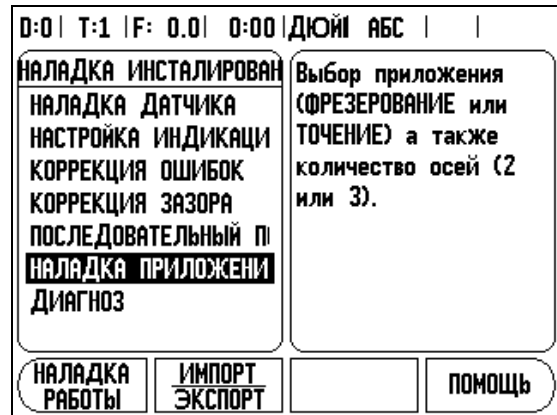 D:0 | T:1 | F: 0.0 | 0:00 | ДЮЙ АБС | |
НАЛАДКА ИНСТАЛИРОВАН
НАЛАДКА ДАТЧИКА
НАСТРОЙКА ИНДИКАЦИ
КОРРЕКЦИЯ ОШИБОК
КОРРЕКЦИЯ ЗАЗОРА
ПОСЛЕДОВАТЕЛЬНЫЙ П
НАЛАДКА ПРИЛОЖЕНИ
ДИАГНОЗ
Выбор приложения
(ФРЕЗЕРОВАНИЕ или
ТОЧЕНИЕ) а также
количество осей (2
или 3).
НАЛАДКА
РАБОТЫ
ИМПОРТ
ЭКСПОРТ
ПОМОЩЬ